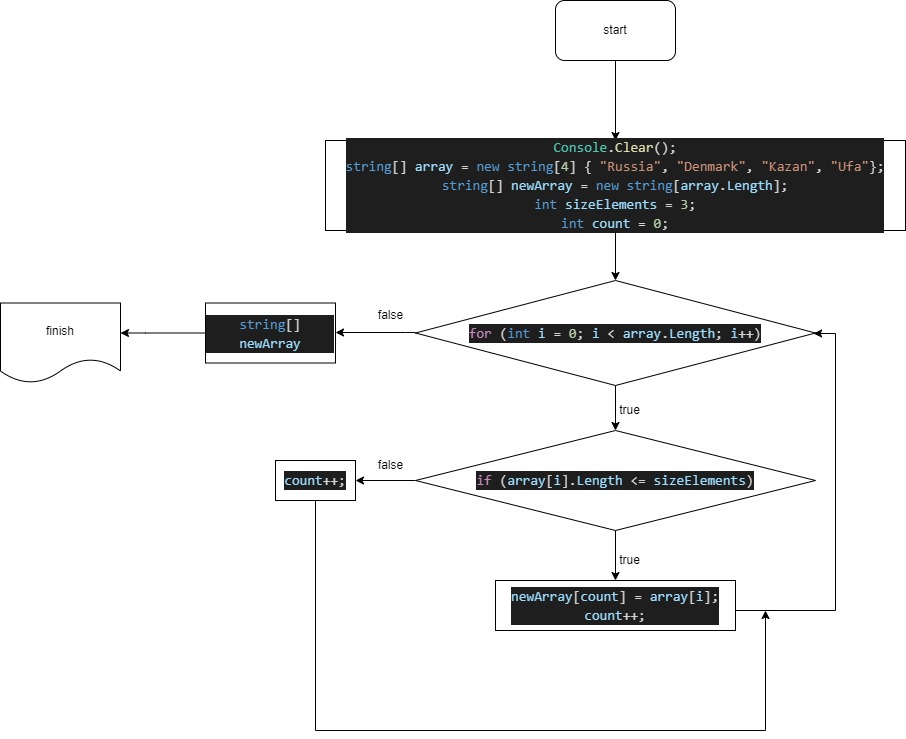 start
Console.Clear();
string[] array = new string[4] { "Russia", "Denmark", "Kazan", "Ufa"};
string[] newArray = new string[array.Length];
int sizeElements = 3;
int count = 0;
for (int i = 0; i < array.Length; i++)
false
string[]
newArray
finish
true
if (array[i].Length <= sizeElements)
false
count++;
true
newArray[count] = array[i];
count++;